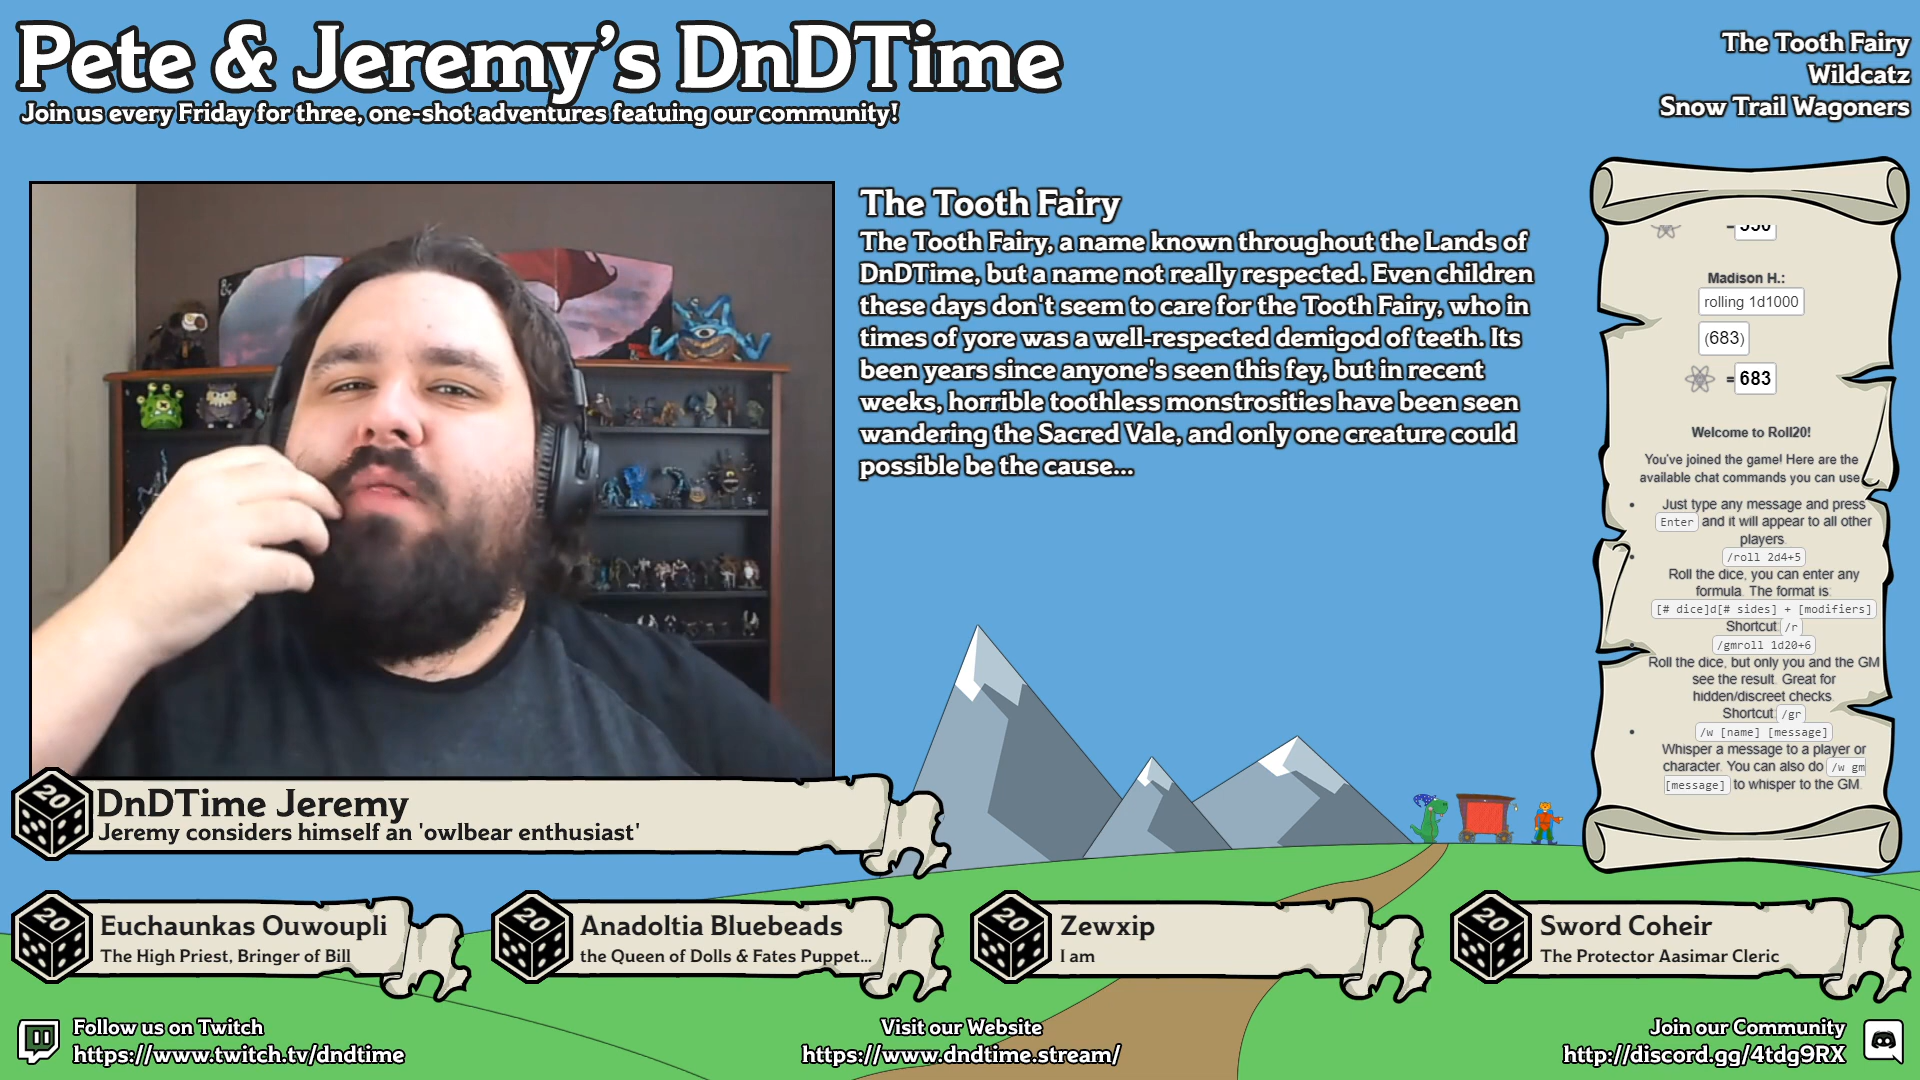 Pete & Jeremy's DnDTime
Join us every Friday for three, one-shot adventures featuing our community!
The Tooth Fairy
Wildcatz
Snow Trail Wagoners
The Tooth Fairy
The Tooth Fairy, a name known throughout the Lands of
DnDTime, but a name not really respected. Even children
these days don't seem to care for the Tooth Fairy, who in
times of yore was a well-respected demigod of teeth. Its
been years since anyone's seen this fey, but in recent
weeks, horrible toothless monstrosities have been seen
wandering the Sacred Vale, and only one creature could
possible be the cause...
Madison H.:
rolling 1d1000
(683)
=683
Welcome to Roll20!
You've joined the game! Here are the
available chat commands you can use
• Just type any message and press
Enter and it will appear to all other
players.
• /roll 2d4+5
Roll the dice, you can enter any
formula. The format is:
[# dice]d[# sides] + [modifiers]
Shortcut /r
• /gmroll 1d20+6
Roll the dice, but only you and the GM
see the result. Great for
hidden/discreet checks.
Shortcut /gr
• /w [name] [message]
Whisper a message to a player or
character. You can also do /w gm
[message] to whisper to the GM.
20
DnDTime Jeremy
Jeremy considers himself an 'owlbear enthusiast'
20
Euchaunkas Ouwoupli
The High Priest, Bringer of Bill
20
Anadoltia Bluebeads
the Queen of Dolls & Fates Puppet...
20
Zewxip
I am
20
Sword Coheir
The Protector Aasimar Cleric
Follow us on Twitch
https://www.twitch.tv/dndtime
Visit our Website
https://www.dndtime.stream/
Join our Community
http://discord.gg/4tdg9RX